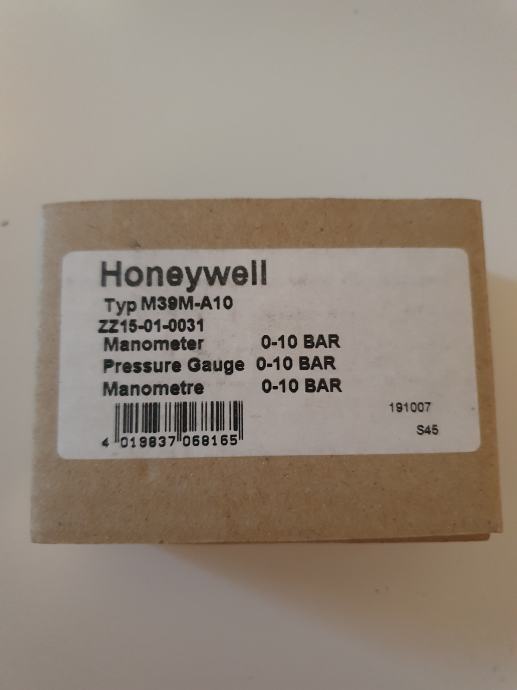 Honeywell
Typ M39M-A10
ZZ15-01-0031
Manometer 0-10 BAR
Pressure Gauge 0-10 BAR
Manometre 0-10 BAR
191007
4 019837 068165
S45